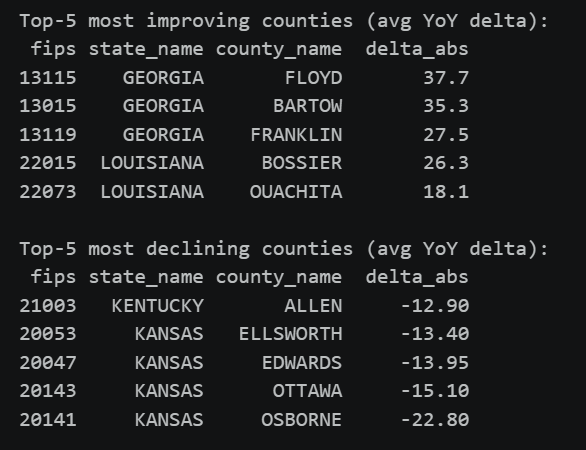 Top-5 most improving counties (avg YoY delta):
fips state_name county_name delta_abs
13115 GEORGIA FLOYD 37.7
13015 GEORGIA BARTOW 35.3
13119 GEORGIA FRANKLIN 27.5
22015 LOUISIANA BOSSIER 26.3
22073 LOUISIANA OUACHITA 18.1
Top-5 most declining counties (avg YoY delta):
fips state_name county_name delta_abs
21003 KENTUCKY ALLEN -12.90
20053 KANSAS ELLSWORTH -13.40
20047 KANSAS EDWARDS -13.95
20143 KANSAS OTTAWA -15.10
20141 KANSAS OSBORNE -22.80